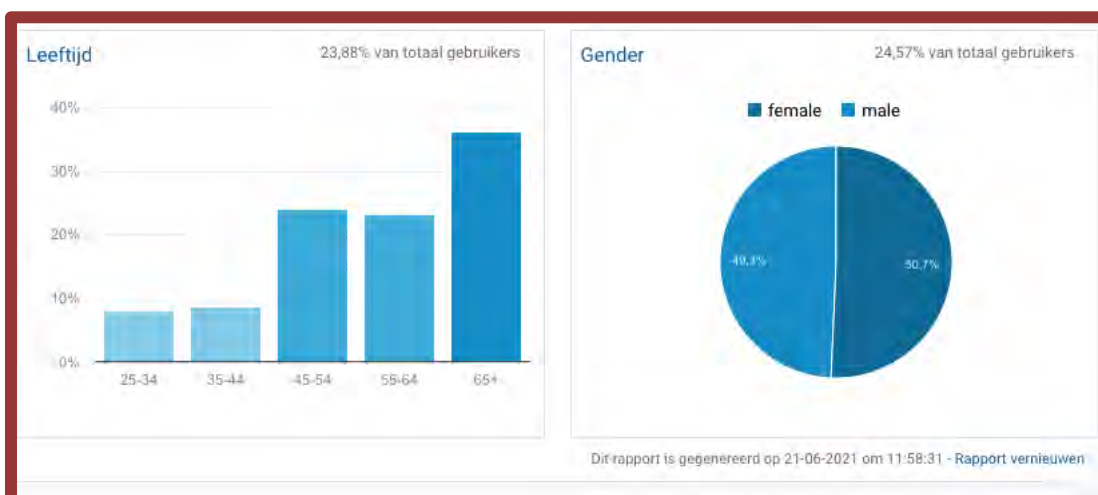 Leeftijd 23,88% van totaal gebruikers
40%
30%
20%
10%
0%
25-34 35-44 45-54 55-64 65+
Gender 24,57% van totaal gebruikers
female male
49,3% 50,7%
Dit rapport is gegenereerd op 21-06-2021 om 11:58:31 - Rapport vernieuwen